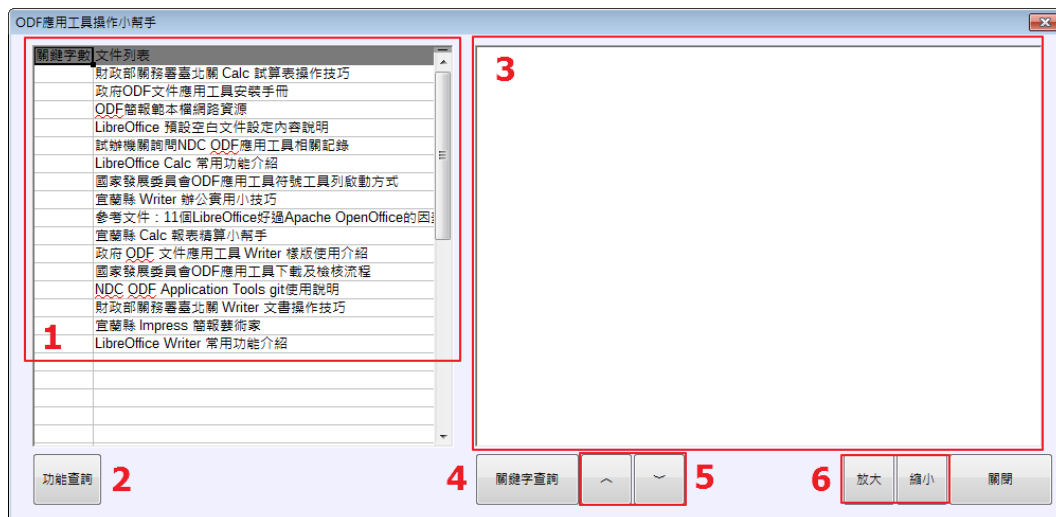 ODF應用工具操作小幫手
關鍵字數 文件列表
財政部關務署臺北關 Calc 試算表操作技巧
政府ODF文件應用工具安裝手冊
ODF簡報範本檔網路資源
LibreOffice 預設空白文件設定內容說明
試辦機關詢問NDC ODF應用工具相關記錄
LibreOffice Calc 常用功能介紹
國家發展委員會ODF應用工具符號工具列啟動方式
宜蘭縣 Writer 辦公實用小技巧
參考文件：11個LibreOffice好過Apache OpenOffice的因
宜蘭縣 Calc 報表精算小幫手
政府 ODF 文件應用工具 Writer 樣版使用介紹
國家發展委員會ODF應用工具下載及檢核流程
NDC ODF Application Tools git使用說明
財政部關務署臺北關 Writer 文書操作技巧
宜蘭縣 Impress 簡報藝術家
LibreOffice Writer 常用功能介紹
1
3
功能查詢 2 4 關鍵字查詢 5 6 放大 縮小 關閉